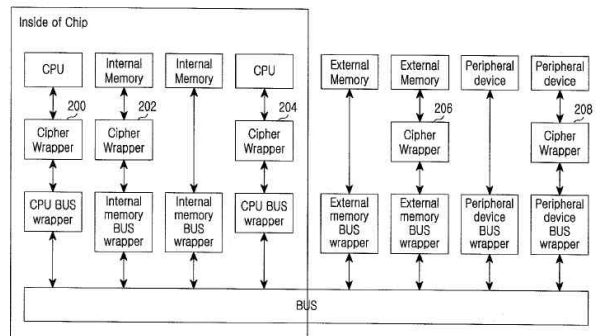 Inside of Chip
CPU
Internal
Memory
Internal
Memory
CPU
External
Memory
External
Memory
Peripheral
device
Peripheral
device
200
202
204
206
208
Cipher
Wrapper
Cipher
Wrapper
Cipher
Wrapper
Cipher
Wrapper
Cipher
Wrapper
CPU BUS
wrapper
Internal
memory
BUS
wrapper
Internal
memory
BUS
wrapper
CPU BUS
wrapper
External
memory
BUS
wrapper
External
memory
BUS
wrapper
Peripheral
device
BUS
wrapper
Peripheral
device
BUS
wrapper
BUS